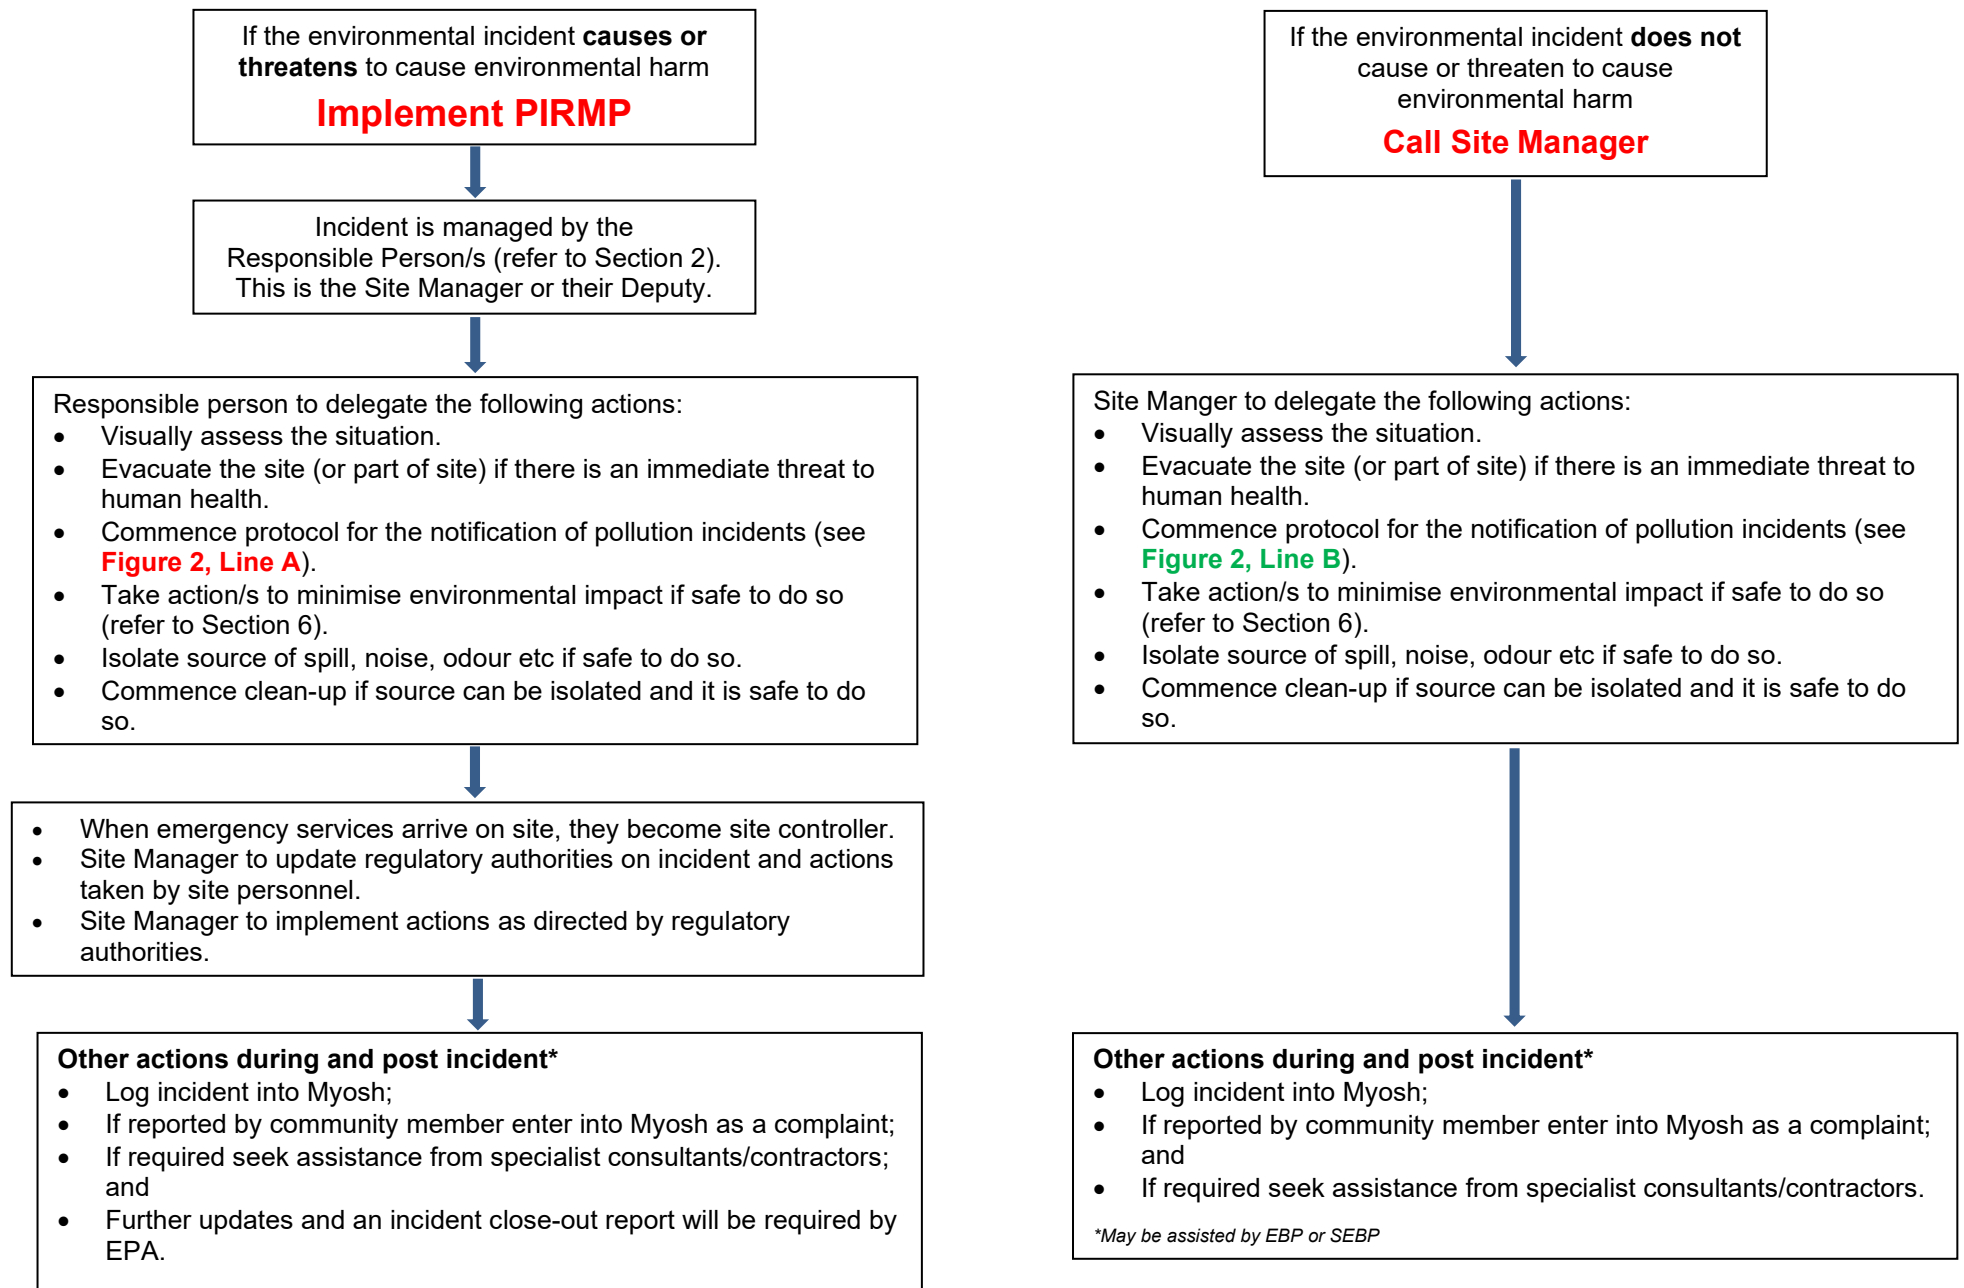 If the environmental incident causes or
threatens to cause environmental harm
Implement PIRMP
Incident is managed by the
Responsible Person/s (refer to Section 2).
This is the Site Manager or their Deputy.
Responsible person to delegate the following actions:
• Visually assess the situation.
• Evacuate the site (or part of site) if there is an immediate threat to
human health.
• Commence protocol for the notification of pollution incidents (see
Figure 2, Line A).
• Take action/s to minimise environmental impact if safe to do so
(refer to Section 6).
• Isolate source of spill, noise, odour etc if safe to do so.
• Commence clean-up if source can be isolated and it is safe to do
so.
• When emergency services arrive on site, they become site controller.
• Site Manager to update regulatory authorities on incident and actions
taken by site personnel.
• Site Manager to implement actions as directed by regulatory
authorities.
Other actions during and post incident*
• Log incident into Myosh;
• If reported by community member enter into Myosh as a complaint;
• If required seek assistance from specialist consultants/contractors;
and
• Further updates and an incident close-out report will be required by
EPA.
If the environmental incident does not
cause or threaten to cause
environmental harm
Call Site Manager
Site Manger to delegate the following actions:
• Visually assess the situation.
• Evacuate the site (or part of site) if there is an immediate threat to
human health.
• Commence protocol for the notification of pollution incidents (see
Figure 2, Line B).
• Take action/s to minimise environmental impact if safe to do so
(refer to Section 6).
• Isolate source of spill, noise, odour etc if safe to do so.
• Commence clean-up if source can be isolated and it is safe to do
so.
Other actions during and post incident*
• Log incident into Myosh;
• If reported by community member enter into Myosh as a complaint;
and
• If required seek assistance from specialist consultants/contractors.
*May be assisted by EBP or SEBP